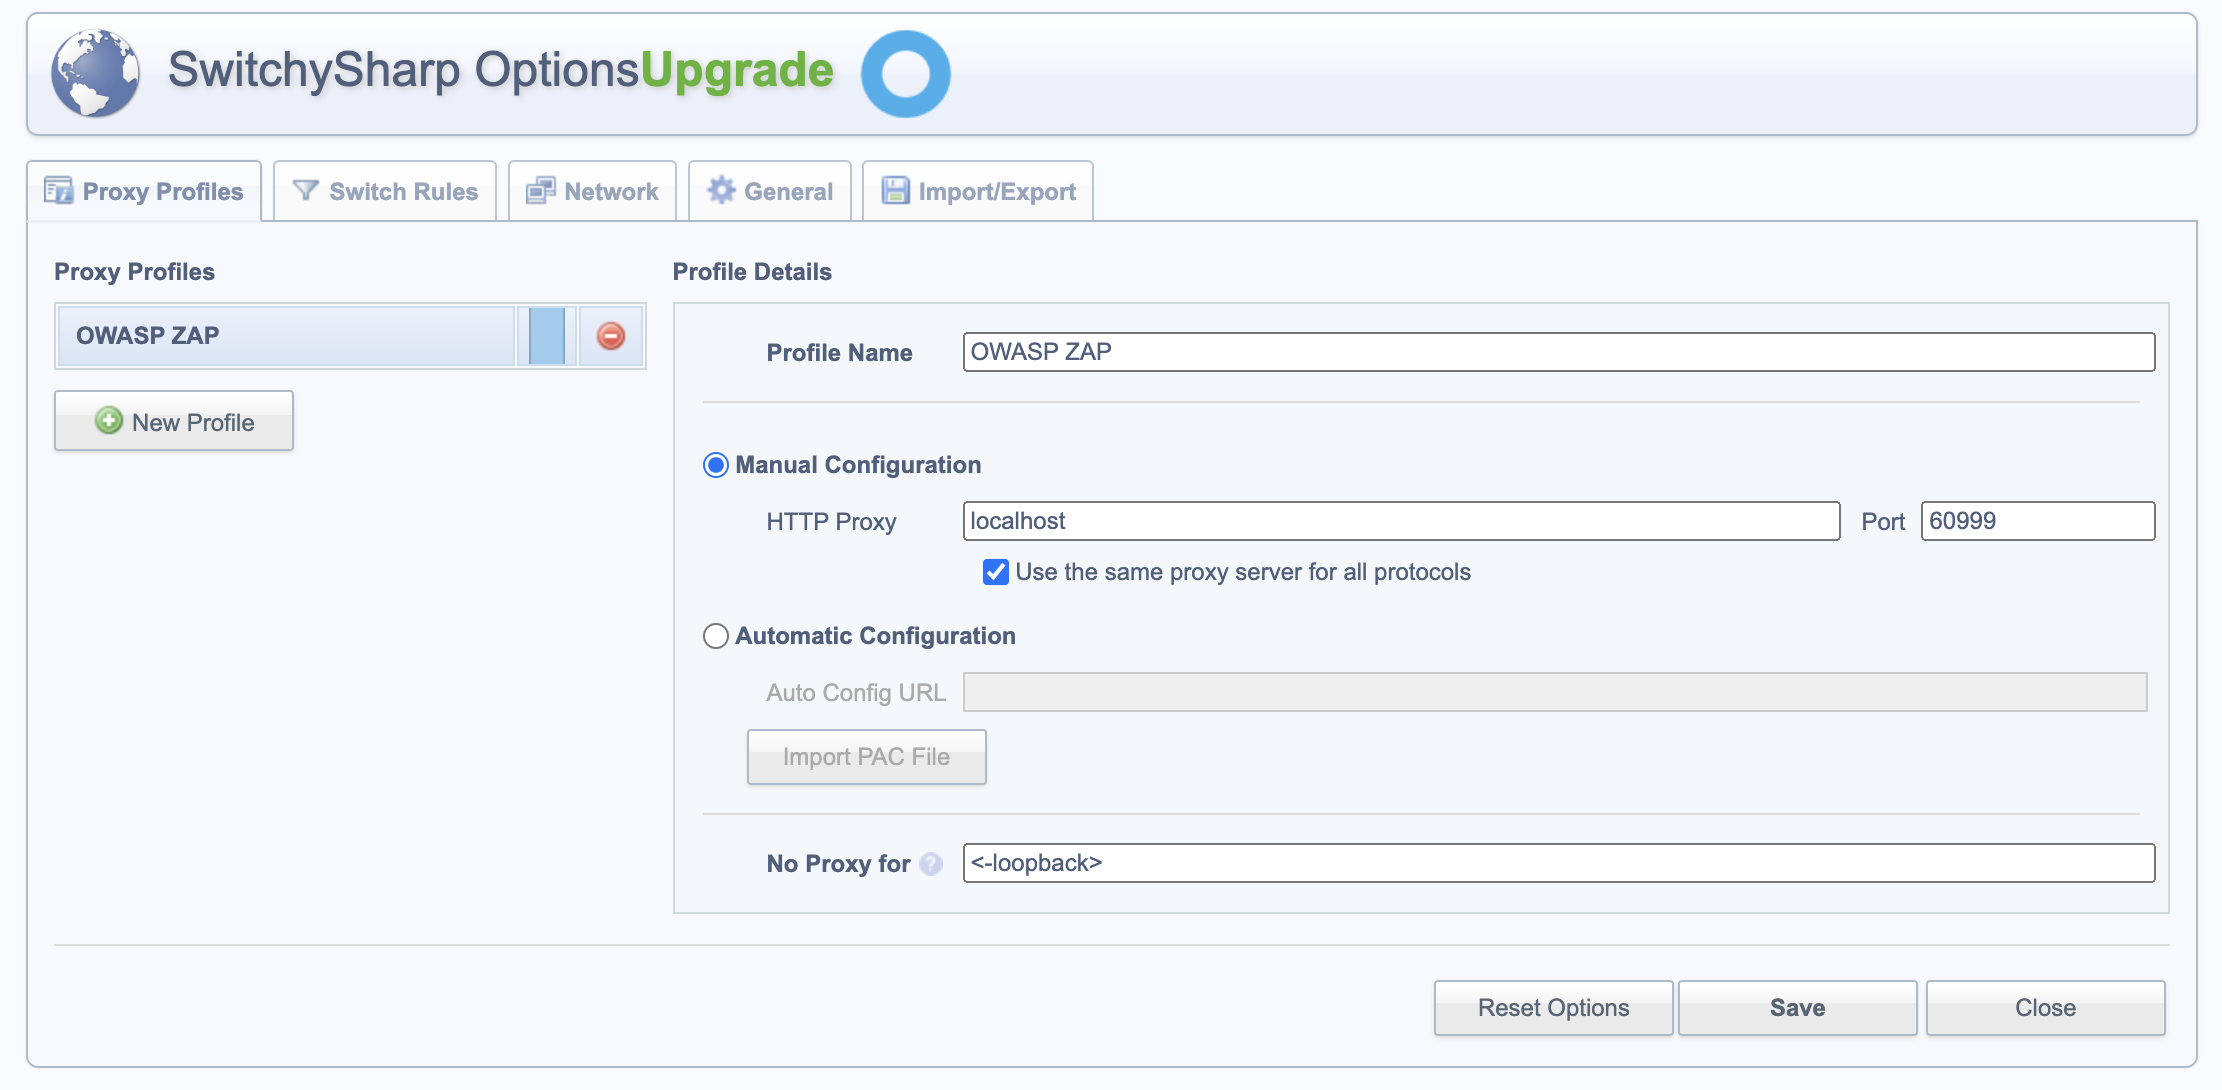 SwitchySharp OptionsUpgrade
Proxy Profiles Switch Rules Network General Import/Export
Proxy Profiles
OWASP ZAP
New Profile
Profile Details
Profile Name OWASP ZAP
Manual Configuration
HTTP Proxy localhost Port 60999
Use the same proxy server for all protocols
Automatic Configuration
Auto Config URL
Import PAC File
No Proxy for ? <-loopback>
Reset Options Save Close